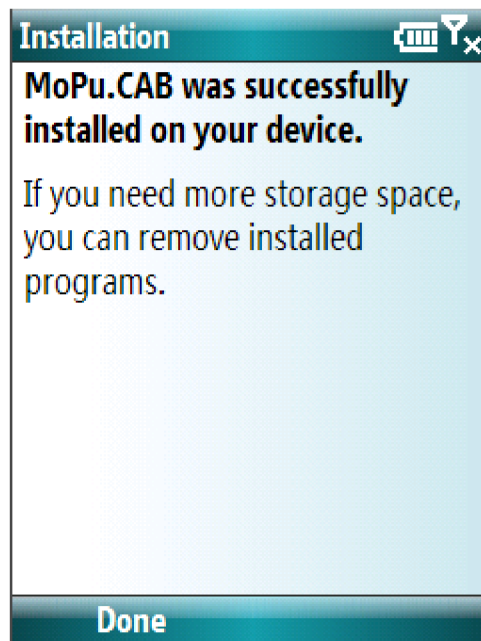 Installation
MoPu.CAB was successfully
installed on your device.
If you need more storage space,
you can remove installed
programs.
Done